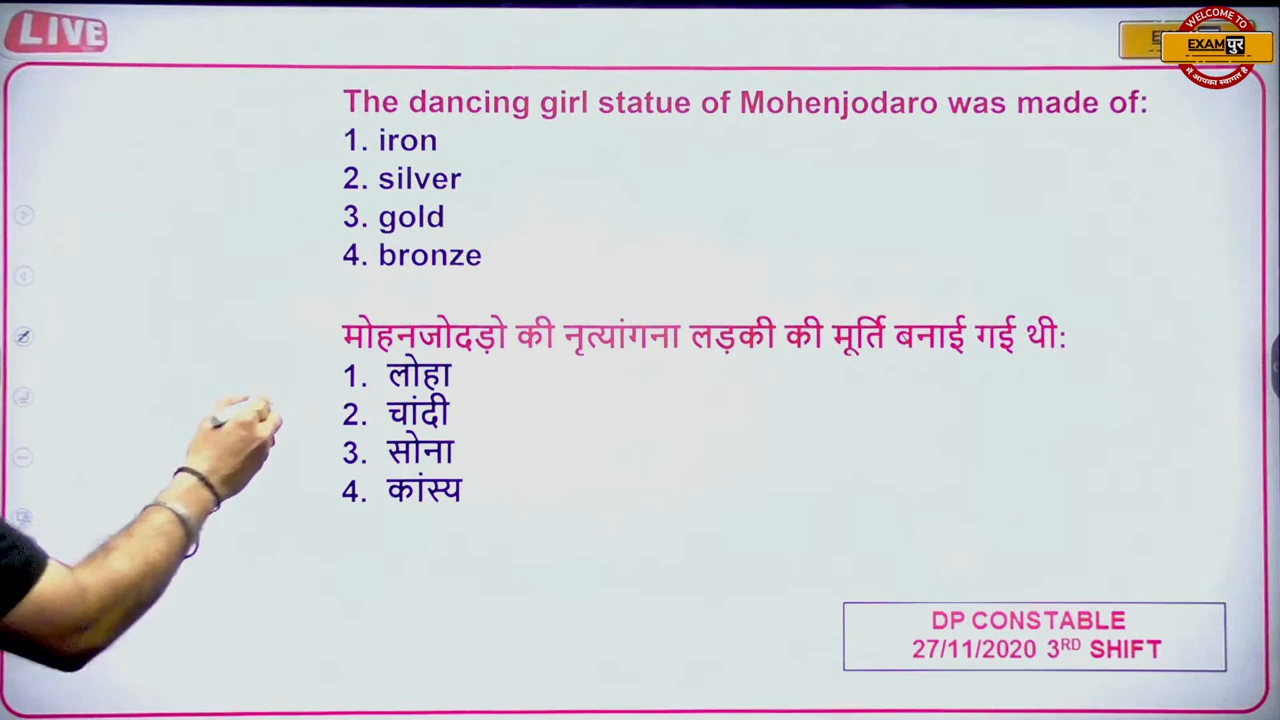 LIVE
WELCOME TO
EXAMपुर
में आपका स्वागत है
The dancing girl statue of Mohenjodaro was made of:
1. iron
2. silver
3. gold
4. bronze
मोहनजोदड़ो की नृत्यांगना लड़की की मूर्ति बनाई गई थी:
1. लोहा
2. चांदी
3. सोना
4. कांस्य
DP CONSTABLE
27/11/2020 3RD SHIFT